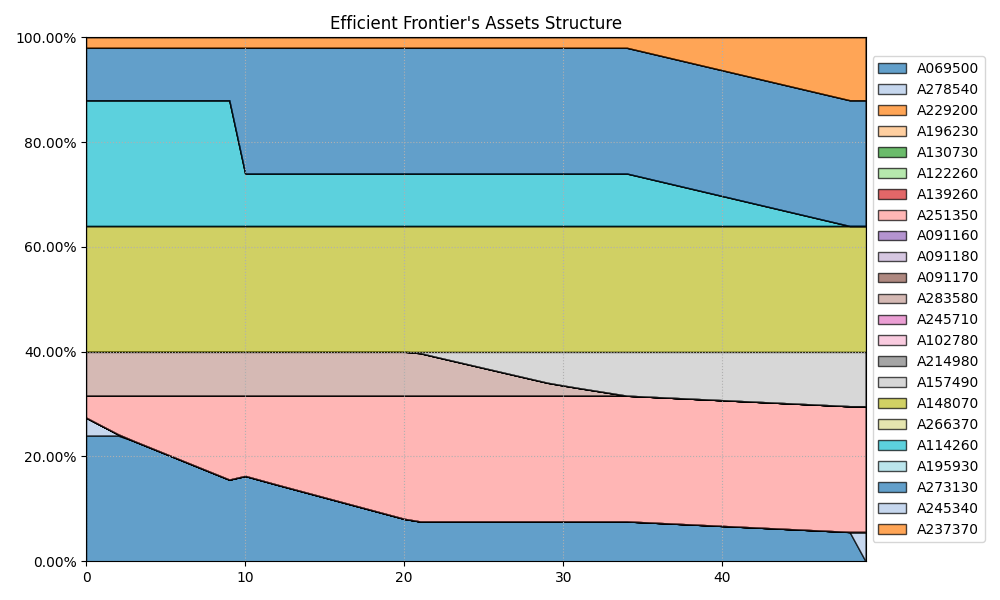 Efficient Frontier's Assets Structure
100.00%
80.00%
60.00%
40.00%
20.00%
0.00%
0
10
20
30
40
A069500
A278540
A229200
A196230
A130730
A122260
A139260
A251350
A091160
A091180
A091170
A283580
A245710
A102780
A214980
A157490
A148070
A266370
A114260
A195930
A273130
A245340
A237370